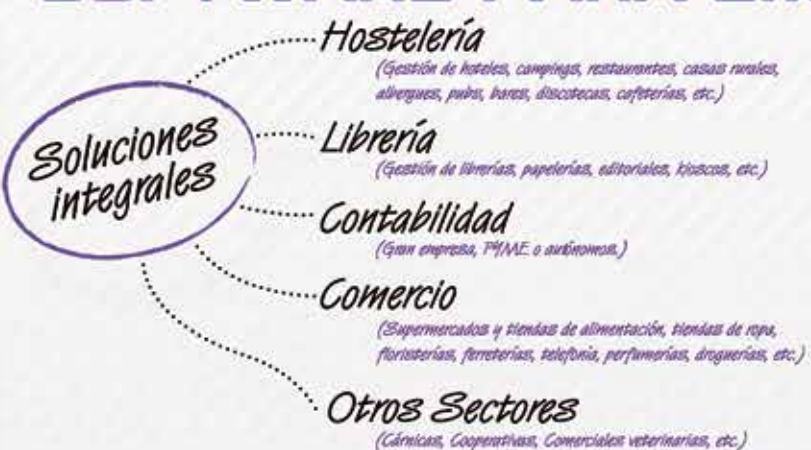 Hostelería
(Gestión de hoteles, campings, restaurantes, casas rurales,
albergues, pubs, bares, discotecas, cafeterías, etc.)
Soluciones
integrales
Librería
(Gestión de librerías, papelerías, editoriales, kioscos, etc.)
Contabilidad
(Gran empresa, PYME o autónomos.)
Comercio
(Supermercados y tiendas de alimentación, tiendas de ropa,
floristerías, ferreterías, telefonía, perfumerías, droguerías, etc.)
Otros Sectores
(Cárnicas, Cooperativas, Comerciales veterinarias, etc.)